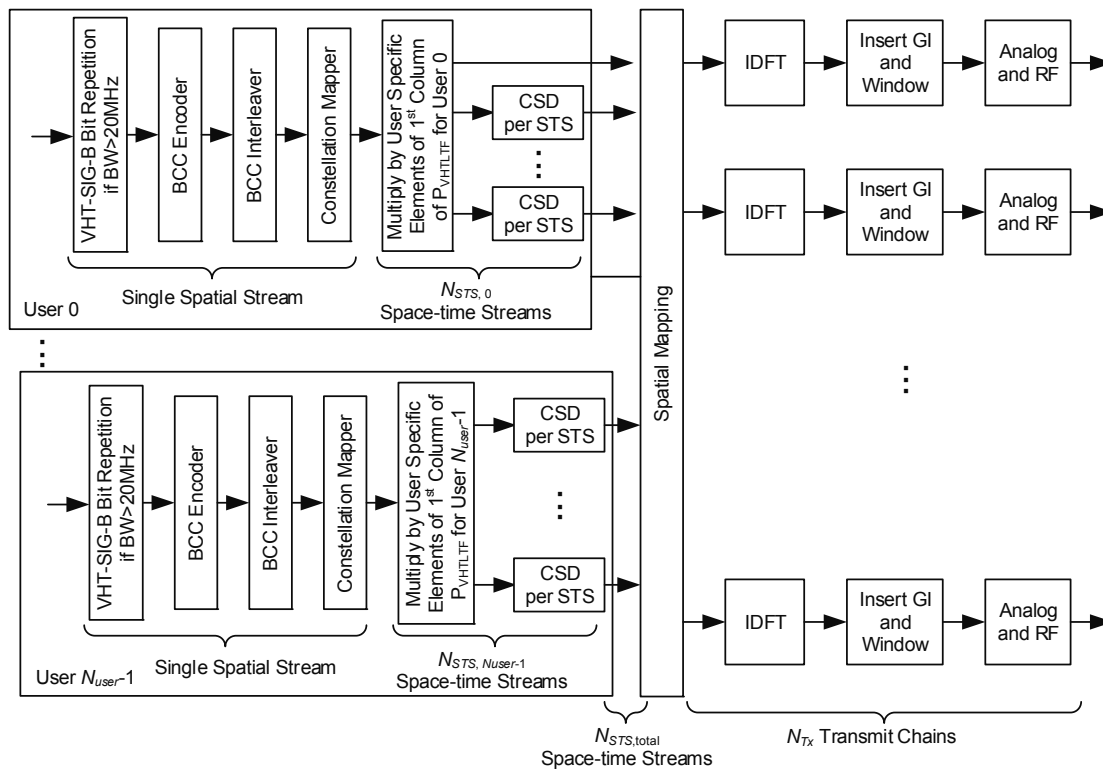 VHT-SIG-B Bit Repetition
if BW>20MHz
BCC Encoder
BCC Interleaver
Constellation Mapper
Multiply by User Specific
Elements of 1st Column
of PVHTLTF for User 0
CSD
per STS
CSD
per STS
Single Spatial Stream
NSTS, 0
Space-time Streams
User 0
VHT-SIG-B Bit Repetition
if BW>20MHz
BCC Encoder
BCC Interleaver
Constellation Mapper
Multiply by User Specific
Elements of 1st Column of
PVHTLTF for User Nuser-1
CSD
per STS
CSD
per STS
Single Spatial Stream
NSTS, Nuser-1
Space-time Streams
User Nuser-1
NSTS,total
Space-time Streams
Spatial Mapping
IDFT
Insert GI
and
Window
Analog
and RF
IDFT
Insert GI
and
Window
Analog
and RF
IDFT
Insert GI
and
Window
Analog
and RF
NTx Transmit Chains